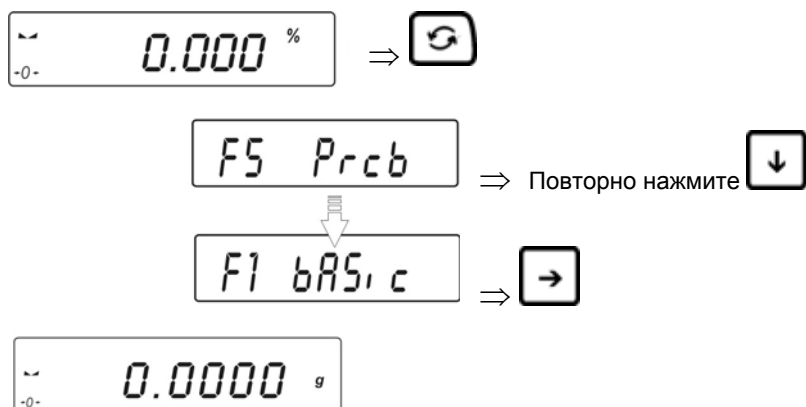 0.000 %
-0-
⇒
F5 Prcb
⇒ Повторно нажмите
F1 bASic
⇒
0.0000 g
-0-